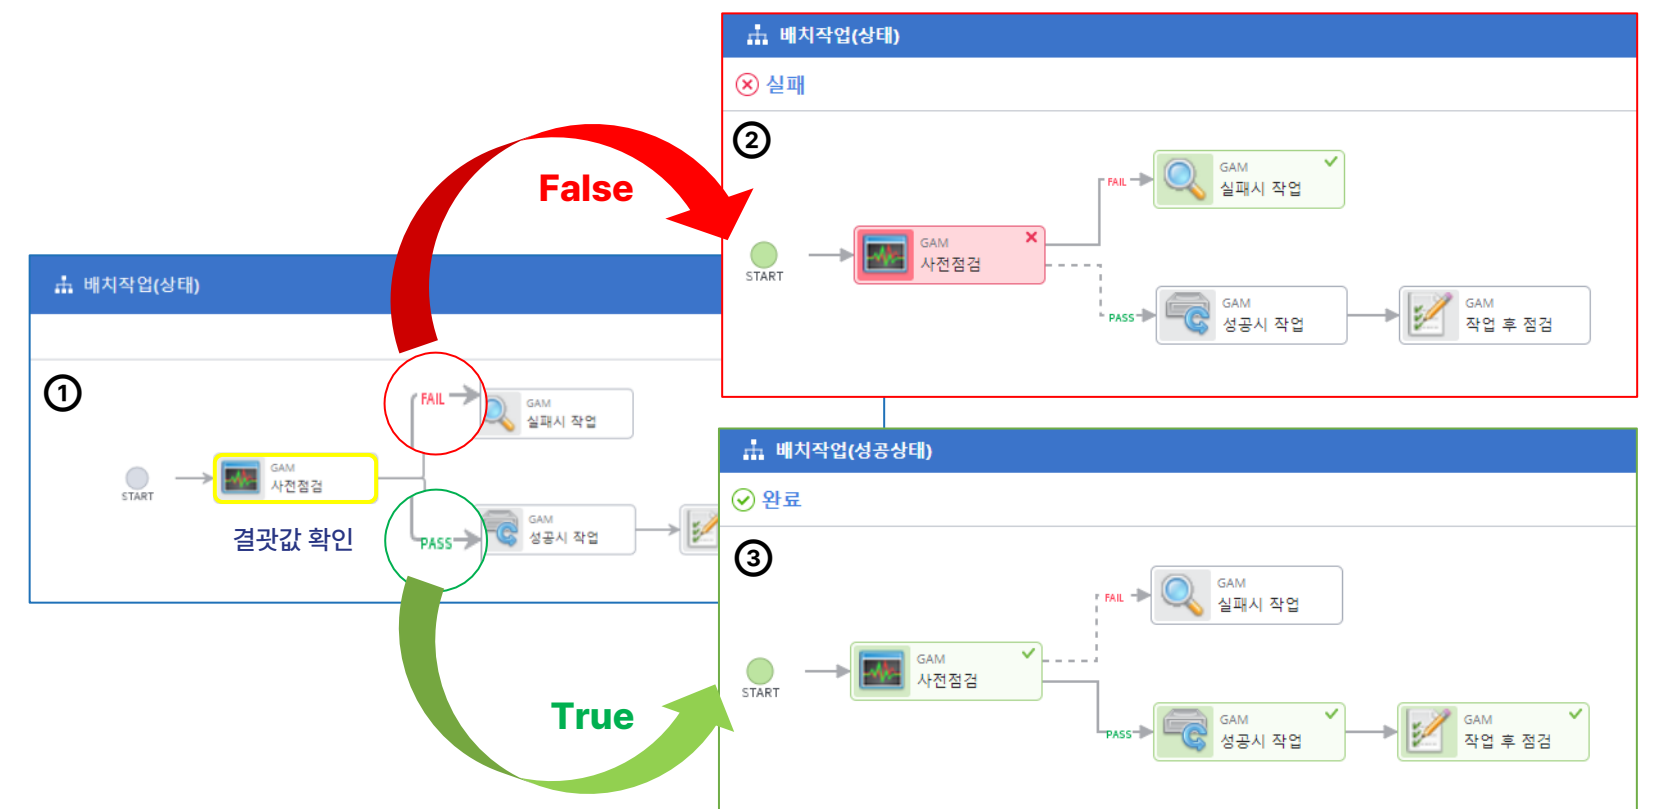 배치작업(상태)
①
START
GAM
사전점검
결괏값 확인
FAIL
GAM
실패시 작업
PASS
GAM
성공시 작업
False
True
배치작업(상태)
실패
②
START
GAM
사전점검
FAIL
GAM
실패시 작업
PASS
GAM
성공시 작업
GAM
작업 후 점검
배치작업(성공상태)
완료
③
START
GAM
사전점검
FAIL
GAM
실패시 작업
PASS
GAM
성공시 작업
GAM
작업 후 점검